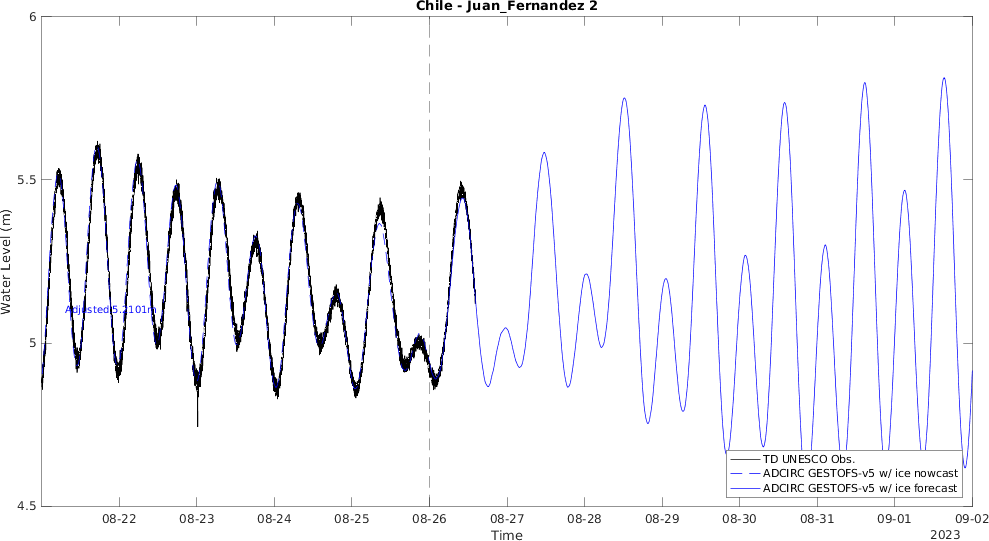 Chile - Juan_Fernandez 2
6
5.5
5
4.5
Water Level (m)
Adjusted 5.2101m
08-22 08-23 08-24 08-25 08-26 08-27 08-28 08-29 08-30 08-31 09-01 09-02
Time
2023
TD UNESCO Obs.
ADCIRC GESTOFS-v5 w/ ice nowcast
ADCIRC GESTOFS-v5 w/ ice forecast